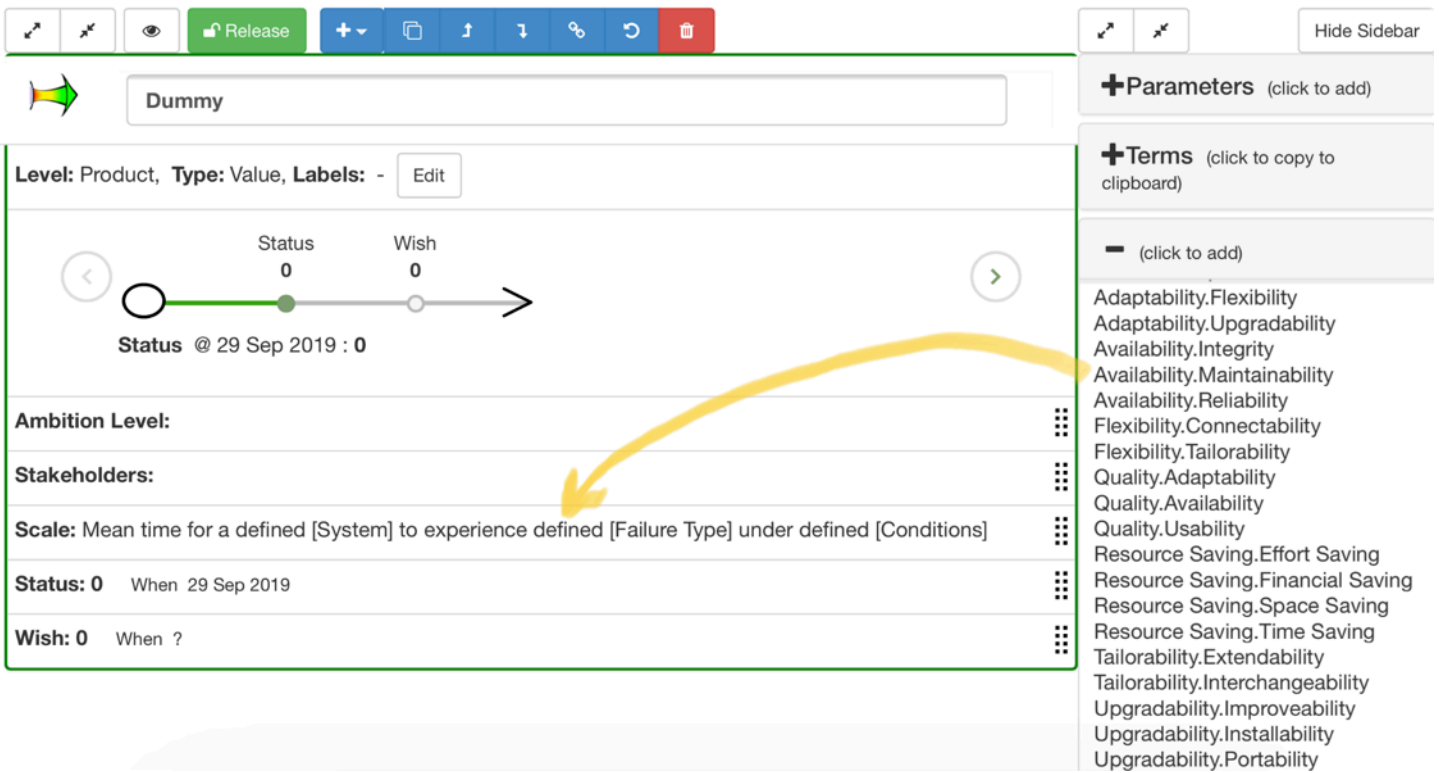 Release
Hide Sidebar
Dummy
Level: Product, Type: Value, Labels: - Edit
Status Wish
0 0
Status @ 29 Sep 2019 : 0
Ambition Level:
Stakeholders:
Scale: Mean time for a defined [System] to experience defined [Failure Type] under defined [Conditions]
Status: 0 When 29 Sep 2019
Wish: 0 When ?
+Parameters (click to add)
+Terms (click to copy to
clipboard)
- (click to add)
Adaptability.Flexibility
Adaptability.Upgradability
Availability.Integrity
Availability.Maintainability
Availability.Reliability
Flexibility.Connectability
Flexibility.Tailorability
Quality.Adaptability
Quality.Availability
Quality.Usability
Resource Saving.Effort Saving
Resource Saving.Financial Saving
Resource Saving.Space Saving
Resource Saving.Time Saving
Tailorability.Extendability
Tailorability.Interchangeability
Upgradability.Improveability
Upgradability.Installability
Upgradability.Portability